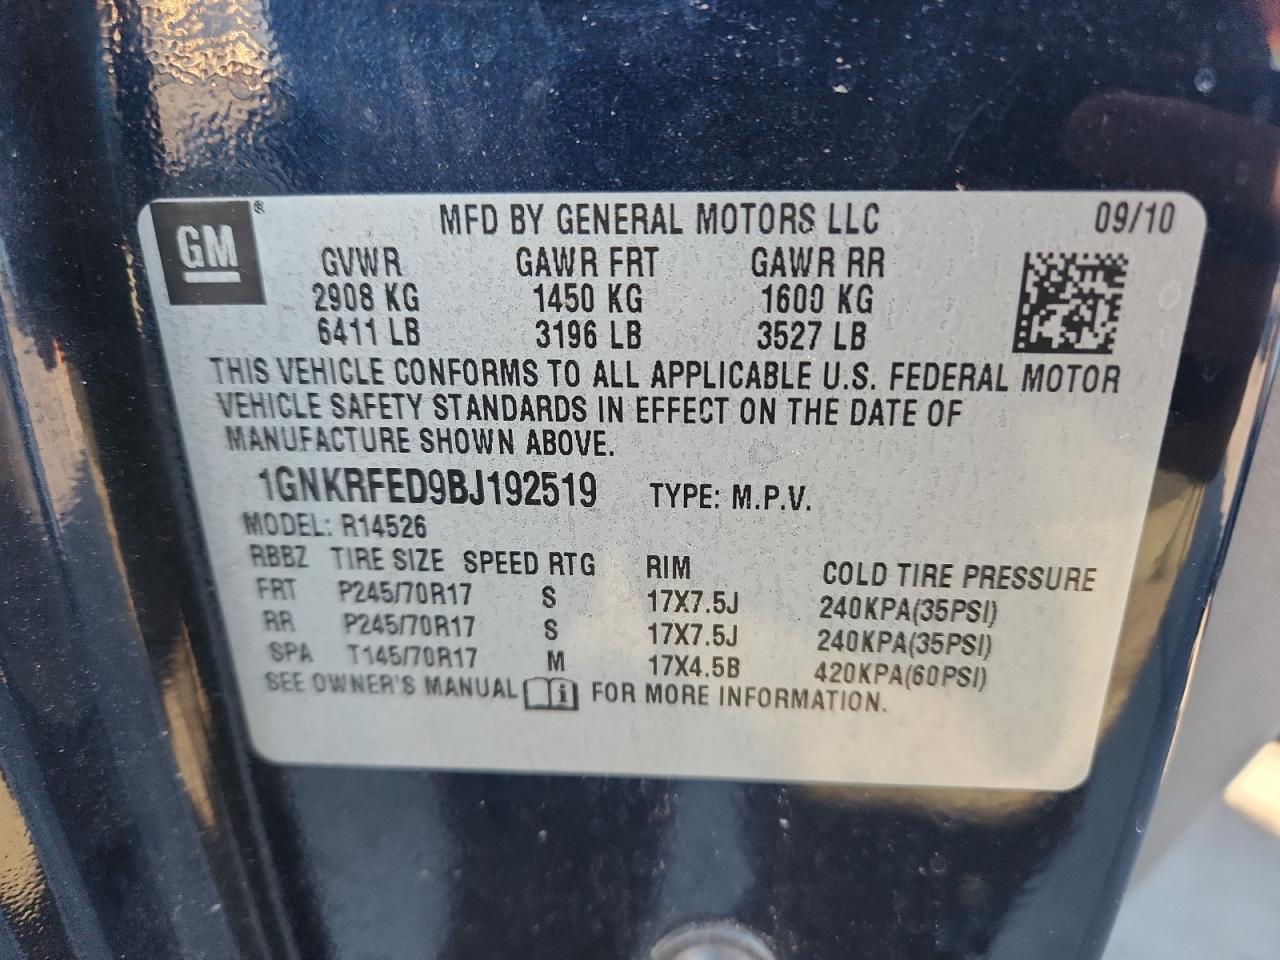 GM ® MFD BY GENERAL MOTORS LLC 09/10
GVWR GAWR FRT GAWR RR
2908 KG 1450 KG 1600 KG
6411 LB 3196 LB 3527 LB
THIS VEHICLE CONFORMS TO ALL APPLICABLE U.S. FEDERAL MOTOR
VEHICLE SAFETY STANDARDS IN EFFECT ON THE DATE OF
MANUFACTURE SHOWN ABOVE.
1GNKRFED9BJ192519 TYPE: M.P.V.
MODEL: R14526
RBBZ TIRE SIZE SPEED RTG RIM COLD TIRE PRESSURE
FRT P245/70R17 S 17X7.5J 240KPA(35PSI)
RR P245/70R17 S 17X7.5J 240KPA(35PSI)
SPA T145/70R17 M 17X4.5B 420KPA(60PSI)
SEE OWNER'S MANUAL i FOR MORE INFORMATION.